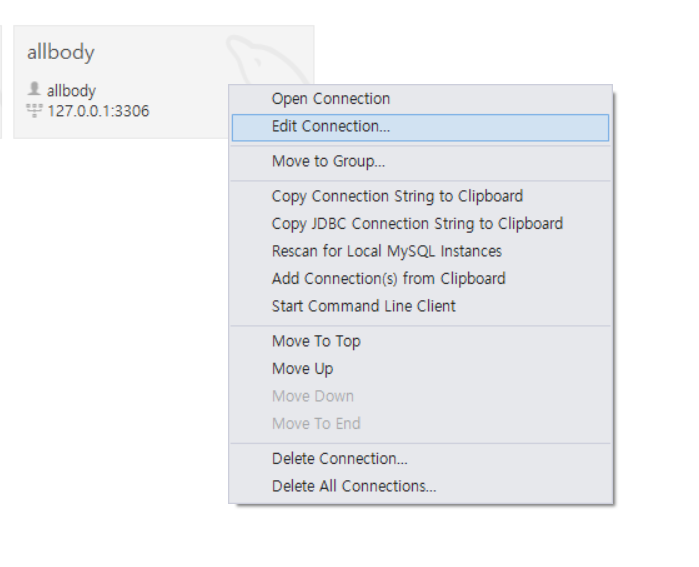 allbody
allbody
127.0.0.1:3306
Open Connection
Edit Connection...
Move to Group...
Copy Connection String to Clipboard
Copy JDBC Connection String to Clipboard
Rescan for Local MySQL Instances
Add Connection(s) from Clipboard
Start Command Line Client
Move To Top
Move Up
Move Down
Move To End
Delete Connection...
Delete All Connections...